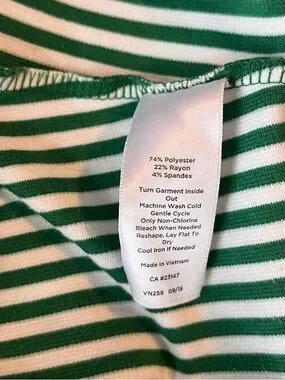 74% Polyester
22% Rayon
4% Spandex
Turn Garment Inside
Out
Machine Wash Cold
Gentle Cycle
Only Non-Chlorine
Bleach When Needed
Reshape, Lay Flat To
Dry
Cool Iron If Needed
Made in Vietnam
CA #23147
VN259 09/15